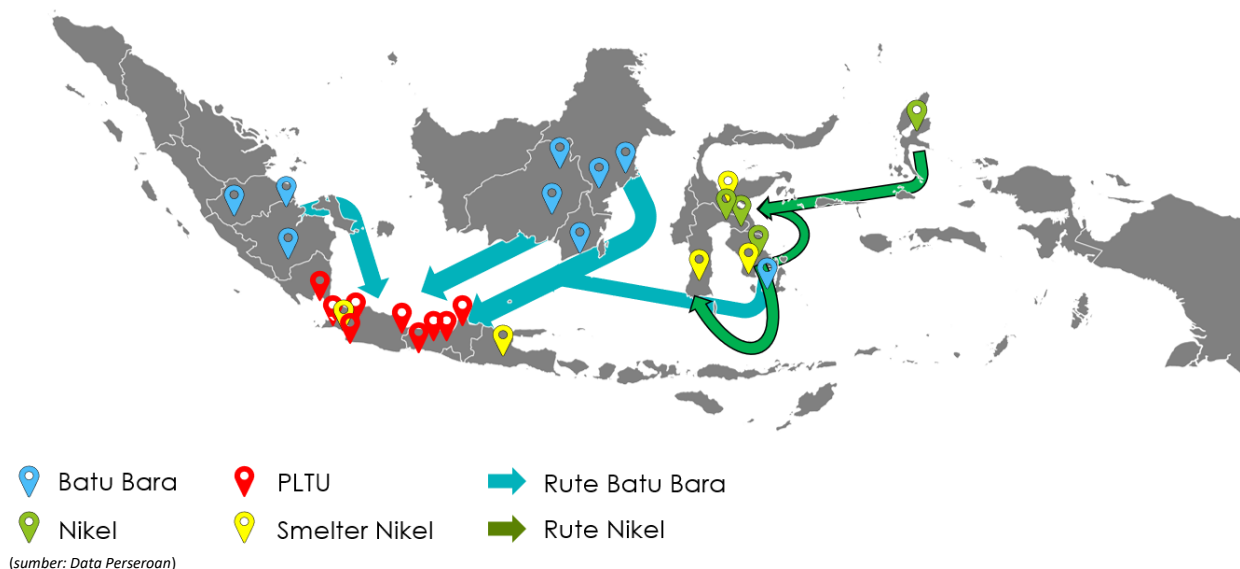 Batu Bara
PLTU
Rute Batu Bara
Nikel
Smelter Nikel
Rute Nikel
(sumber: Data Perseroan)